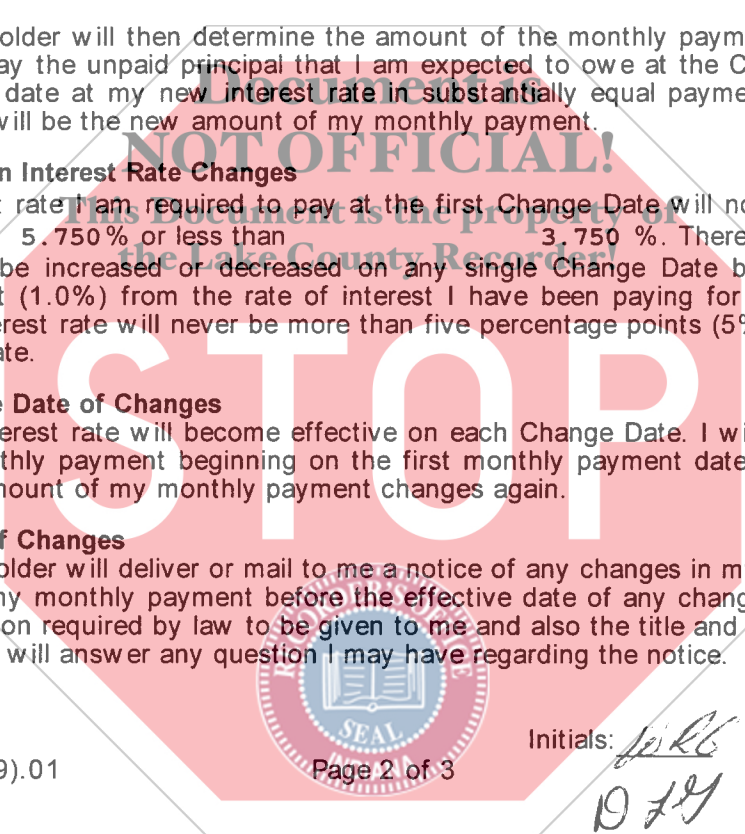 older will then determine the amount of the monthly paym
ay the unpaid principal that I am expected to owe at the C
date at my new interest rate in substantially equal payme
will be the new amount of my monthly payment.
Document is
NOT OFFICIAL!
This Document is the property of
the Lake County Recorder!
n Interest Rate Changes
t rate I am required to pay at the first Change Date will no
5.750% or less than 3.750 %. There
be increased or decreased on any single Change Date b
t (1.0%) from the rate of interest I have been paying for
erest rate will never be more than five percentage points (5%
ate.
STOP
e Date of Changes
erest rate will become effective on each Change Date. I wi
thly payment beginning on the first monthly payment date
mount of my monthly payment changes again.
f Changes
older will deliver or mail to me a notice of any changes in m
ny monthly payment before the effective date of any chang
on required by law to be given to me and also the title and
will answer any question I may have regarding the notice.
RECORDER'S OFFICE
SEAL
INDIANA
Initials:
9).01
Page 2 of 3